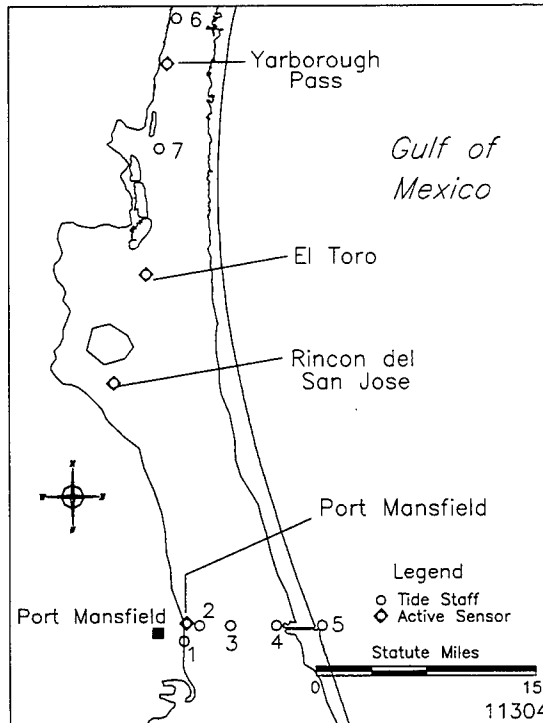 6
Yarborough
Pass
7
Gulf of
Mexico
El Toro
Rincon del
San Jose
Port Mansfield
Legend
Tide Staff
Active Sensor
Port Mansfield
2
3
4
5
1
Statute Miles
0
15
11304